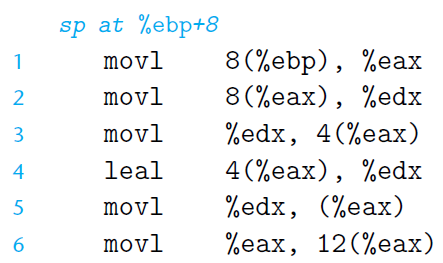 sp at %ebp+8
1 movl 8(%ebp), %eax
2 movl 8(%eax), %edx
3 movl %edx, 4(%eax)
4 leal 4(%eax), %edx
5 movl %edx, (%eax)
6 movl %eax, 12(%eax)